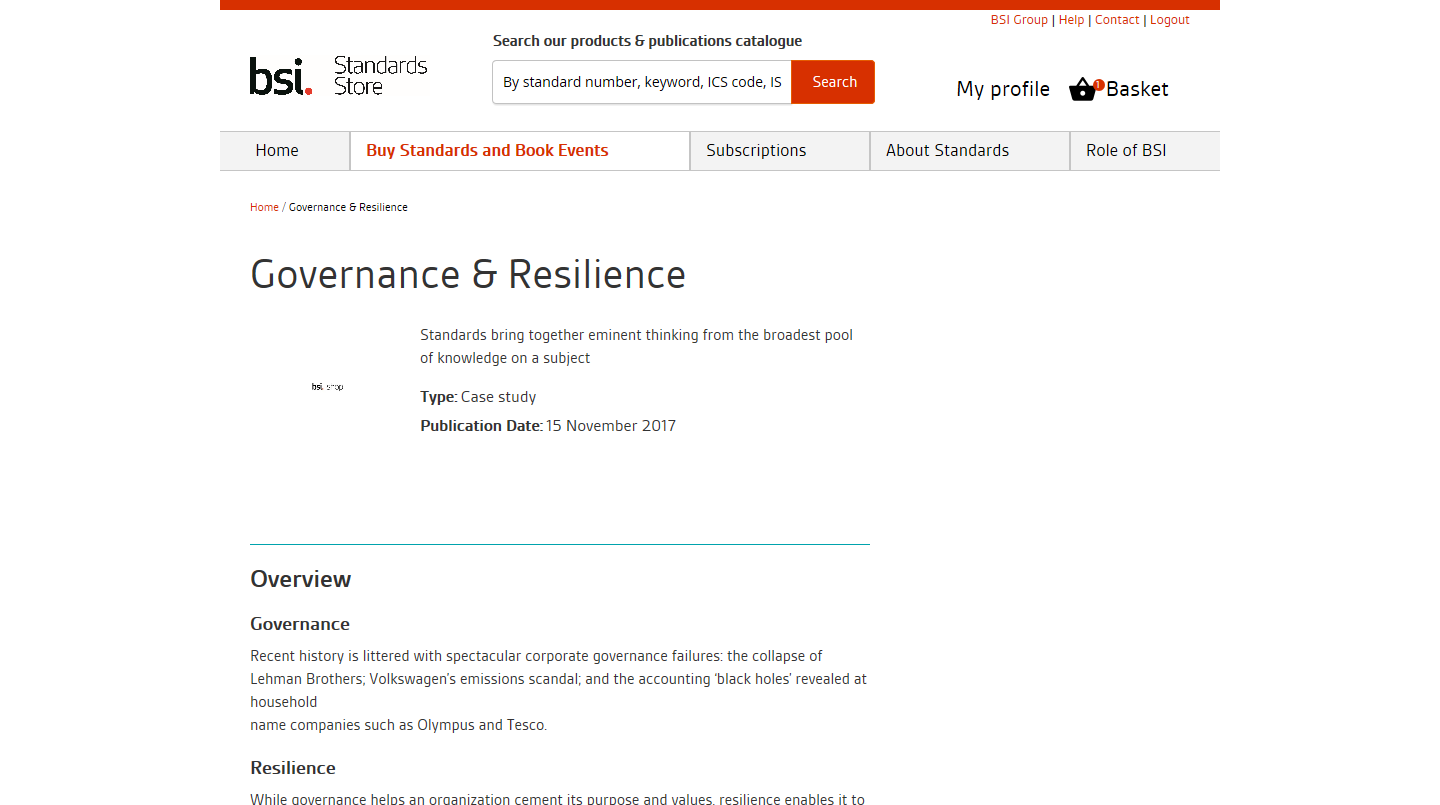 BSI Group | Help | Contact | Logout
Search our products & publications catalogue
bsi. Standards
Store
By standard number, keyword, ICS code, IS
Search
My profile
1
Basket
Home
Buy Standards and Book Events
Subscriptions
About Standards
Role of BSI
Home / Governance & Resilience
Governance & Resilience
Standards bring together eminent thinking from the broadest pool
of knowledge on a subject
bsi. shop
Type: Case study
Publication Date: 15 November 2017
Overview
Governance
Recent history is littered with spectacular corporate governance failures: the collapse of
Lehman Brothers; Volkswagen's emissions scandal; and the accounting ‘black holes’ revealed at
household
name companies such as Olympus and Tesco.
Resilience
While governance helps an organization cement its purpose and values, resilience enables it to